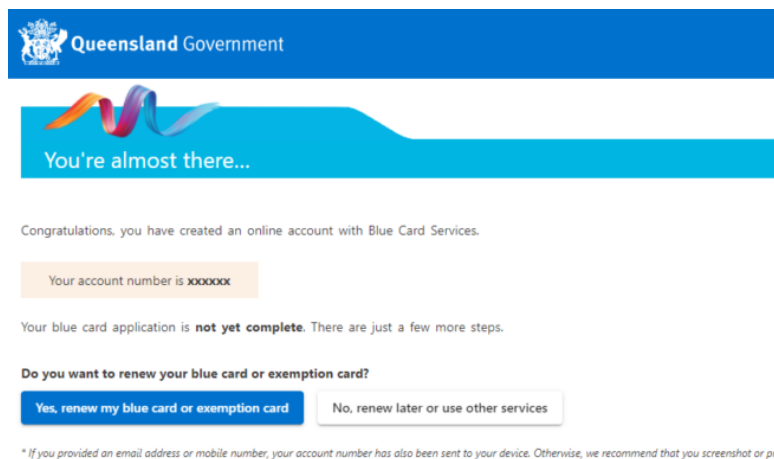 Queensland Government
You're almost there...
Congratulations, you have created an online account with Blue Card Services.
Your account number is xxxxxx
Your blue card application is not yet complete. There are just a few more steps.
Do you want to renew your blue card or exemption card?
Yes, renew my blue card or exemption card
No, renew later or use other services
* If you provided an email address or mobile number, your account number has also been sent to your device. Otherwise, we recommend that you screenshot or